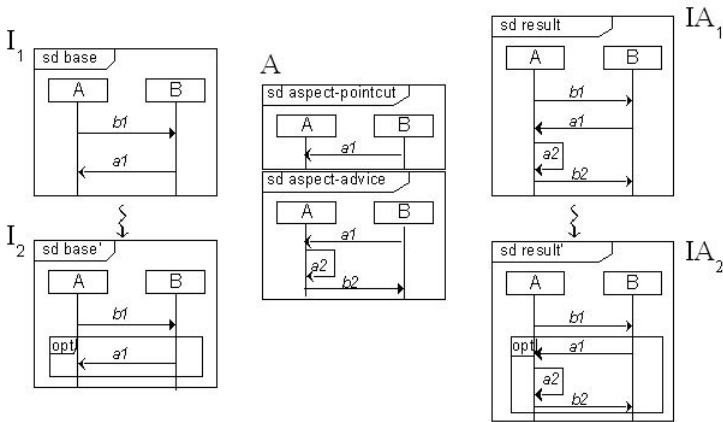 I1
sd base
A B
b1
a1
I2
sd base'
A B
b1
opt
a1
A
sd aspect-pointcut
A B
a1
sd aspect-advice
A B
a1
a2
b2
IA1
sd result
A B
b1
a1
a2
b2
IA2
sd result'
A B
b1
opt
a1
a2
b2